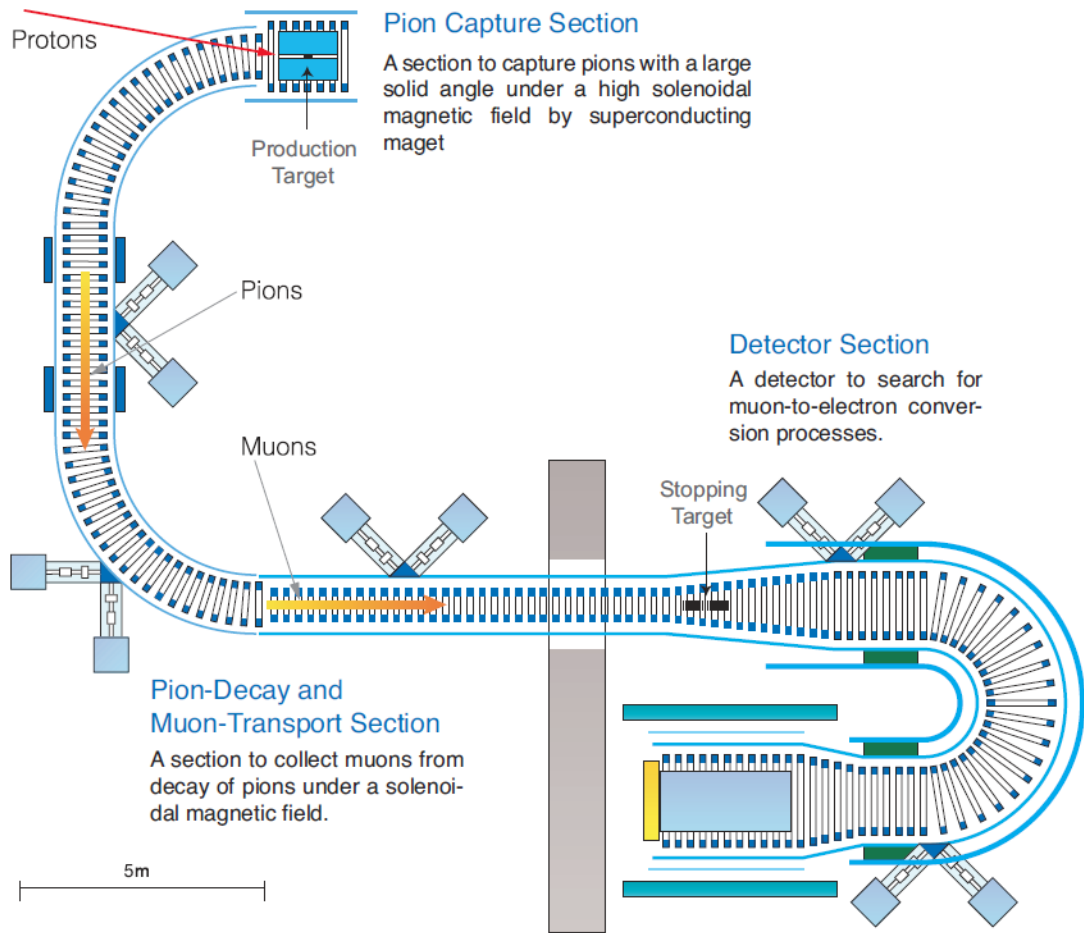 Protons
Pion Capture Section
A section to capture pions with a large
solid angle under a high solenoidal
magnetic field by superconducting
maget
Production
Target
Pions
Detector Section
A detector to search for
muon-to-electron conver-
sion processes.
Muons
Stopping
Target
Pion-Decay and
Muon-Transport Section
A section to collect muons from
decay of pions under a solenoi-
dal magnetic field.
5m